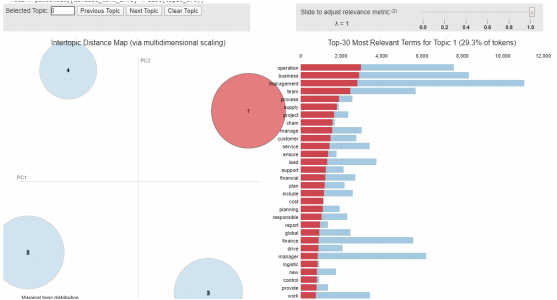 Selected Topic: 0 Previous Topic Next Topic Clear Topic
Slide to adjust relevance metric:(2)
λ = 1
0.0 0.2 0.4 0.6 0.8 1.0
Intertopic Distance Map (via multidimensional scaling)
PC2
PC1
4
1
2
3
Marginal topic distribution
Top-30 Most Relevant Terms for Topic 1 (29.3% of tokens)
0 2,000 4,000 6,000 8,000 10,000 12,000
operation
business
management
team
process
supply
project
chain
manage
customer
service
ensure
lead
support
financial
plan
include
cost
planning
responsible
report
global
finance
drive
manager
logistic
new
control
provide
work